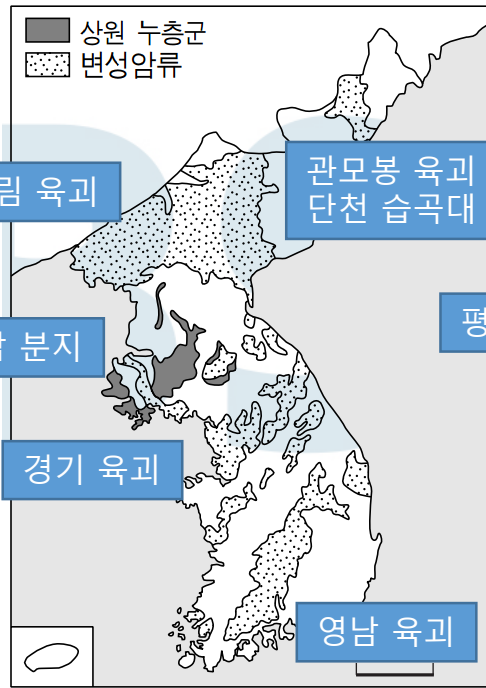 상원 누층군
변성암류
림 육괴
관모봉 육괴
단천 습곡대
분지
평
경기 육괴
영남 육괴